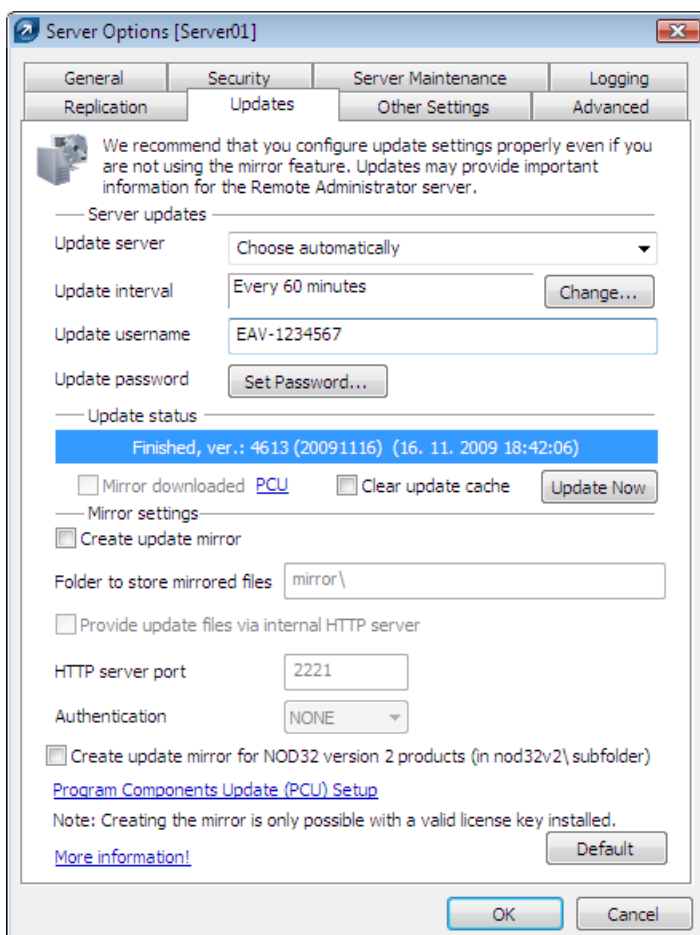 Server Options [Server01]
General
Security
Server Maintenance
Logging
Replication
Updates
Other Settings
Advanced
We recommend that you configure update settings properly even if you
are not using the mirror feature. Updates may provide important
information for the Remote Administrator server.
Server updates
Update server
Choose automatically
Update interval
Every 60 minutes
Change...
Update username
EAV-1234567
Update password
Set Password...
Update status
Finished, ver.: 4613 (20091116) (16. 11. 2009 18:42:06)
Mirror downloaded PCU
Clear update cache
Update Now
Mirror settings
Create update mirror
Folder to store mirrored files
mirror\
Provide update files via internal HTTP server
HTTP server port
2221
Authentication
NONE
Create update mirror for NOD32 version 2 products (in nod32v2\ subfolder)
Program Components Update (PCU) Setup
Note: Creating the mirror is only possible with a valid license key installed.
More information!
Default
OK
Cancel